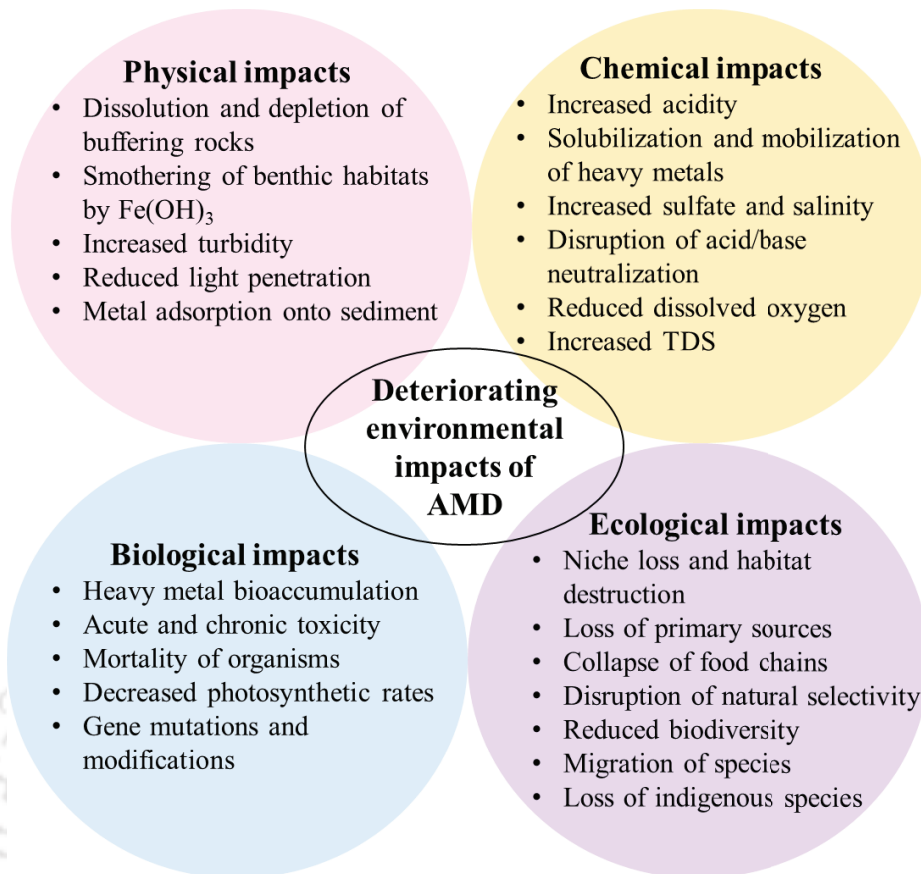 Physical impacts
• Dissolution and depletion of
buffering rocks
• Smothering of benthic habitats
by Fe(OH)₃
• Increased turbidity
• Reduced light penetration
• Metal adsorption onto sediment
Chemical impacts
• Increased acidity
• Solubilization and mobilization
of heavy metals
• Increased sulfate and salinity
• Disruption of acid/base
neutralization
• Reduced dissolved oxygen
• Increased TDS
Deteriorating
environmental
impacts of
AMD
Biological impacts
• Heavy metal bioaccumulation
• Acute and chronic toxicity
• Mortality of organisms
• Decreased photosynthetic rates
• Gene mutations and
modifications
Ecological impacts
• Niche loss and habitat
destruction
• Loss of primary sources
• Collapse of food chains
• Disruption of natural selectivity
• Reduced biodiversity
• Migration of species
• Loss of indigenous species